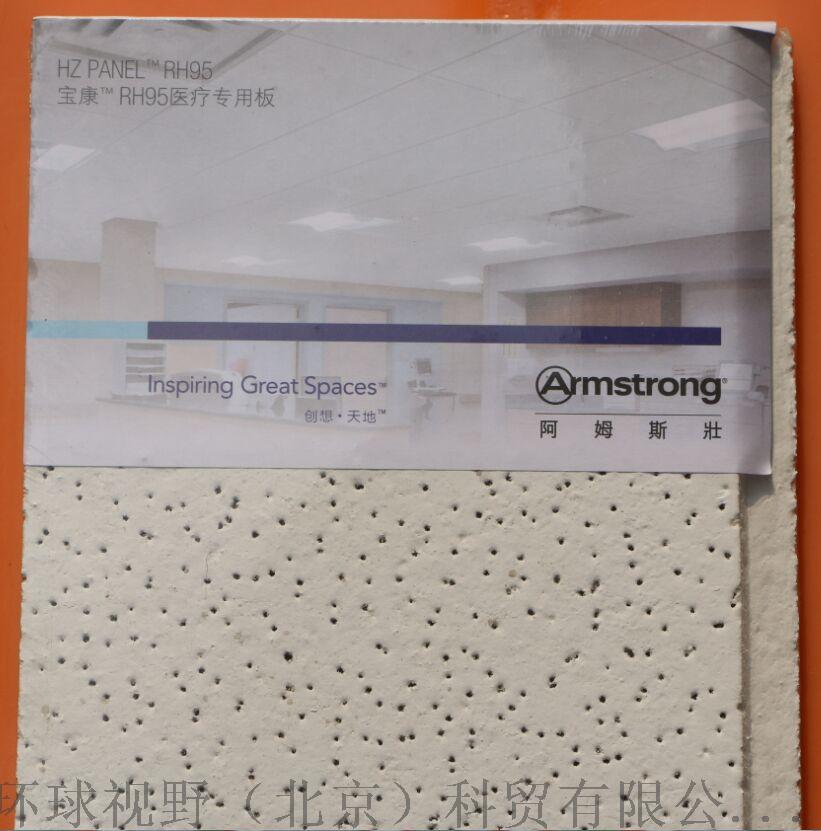 HZ PANEL™ RH95
宝康™ RH95医疗专用板
Inspiring Great Spaces™
创想·天地™
Armstrong®
阿姆斯壯
环球视野（北京）科贸有限公...